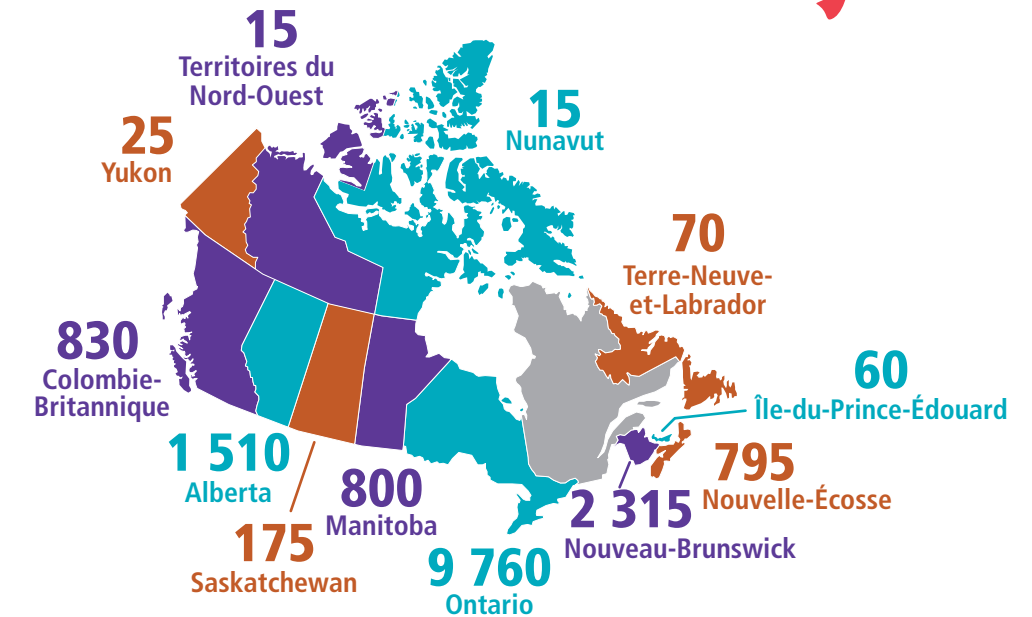 15
Territoires du
Nord-Ouest
15
Nunavut
25
Yukon
70
Terre-Neuve-
et-Labrador
830
Colombie-
Britannique
60
Île-du-Prince-Édouard
1 510
Alberta
795
Nouvelle-Écosse
800
Manitoba
2 315
Nouveau-Brunswick
175
Saskatchewan
9 760
Ontario